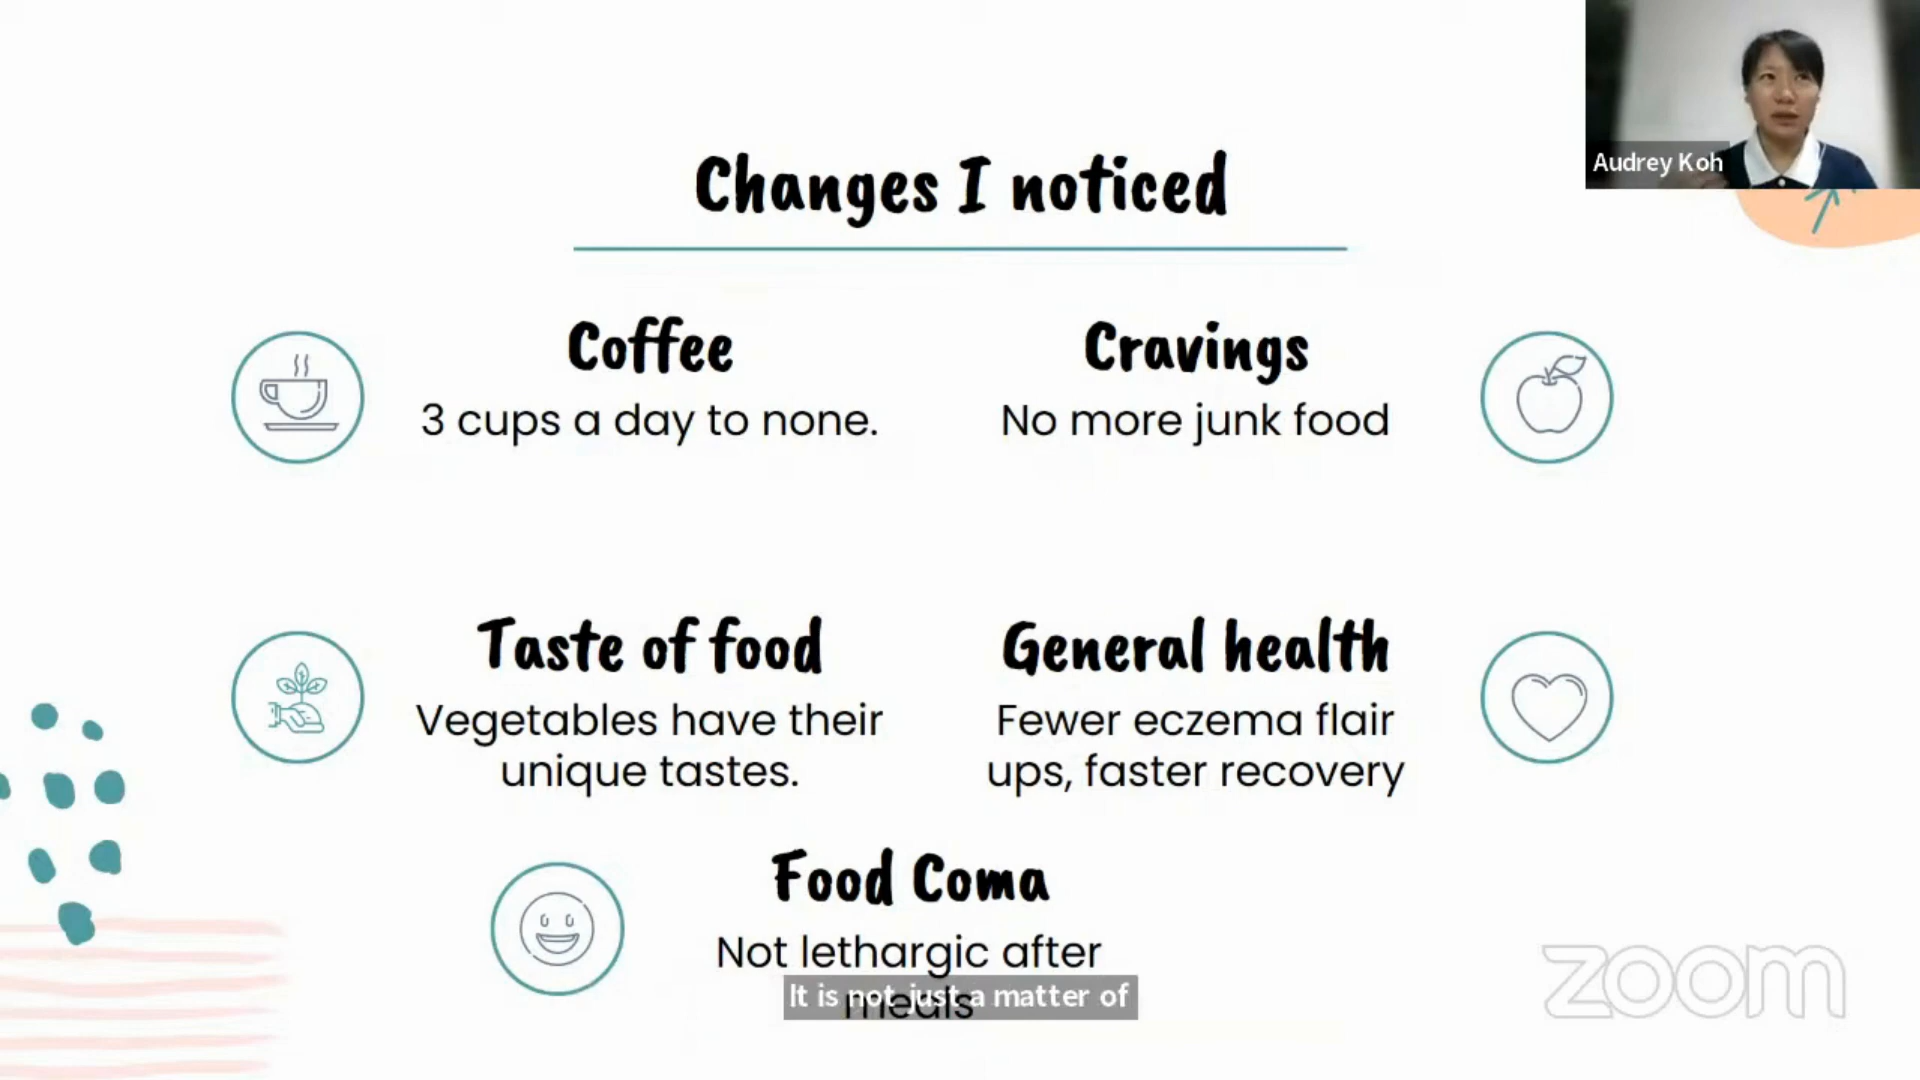 Audrey Koh
Changes I noticed
Coffee
3 cups a day to none.
Cravings
No more junk food
Taste of food
Vegetables have their
unique tastes.
General health
Fewer eczema flair
ups, faster recovery
Food Coma
Not lethargic after
meals
It is not just a matter of
zoom